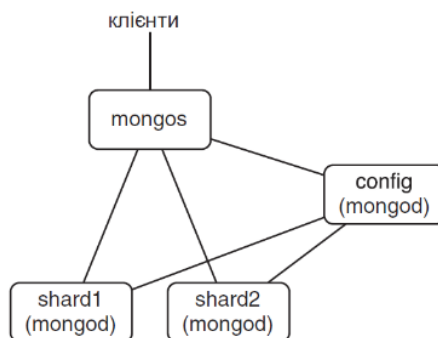 клієнти
mongos
config
(mongod)
shard1
(mongod)
shard2
(mongod)